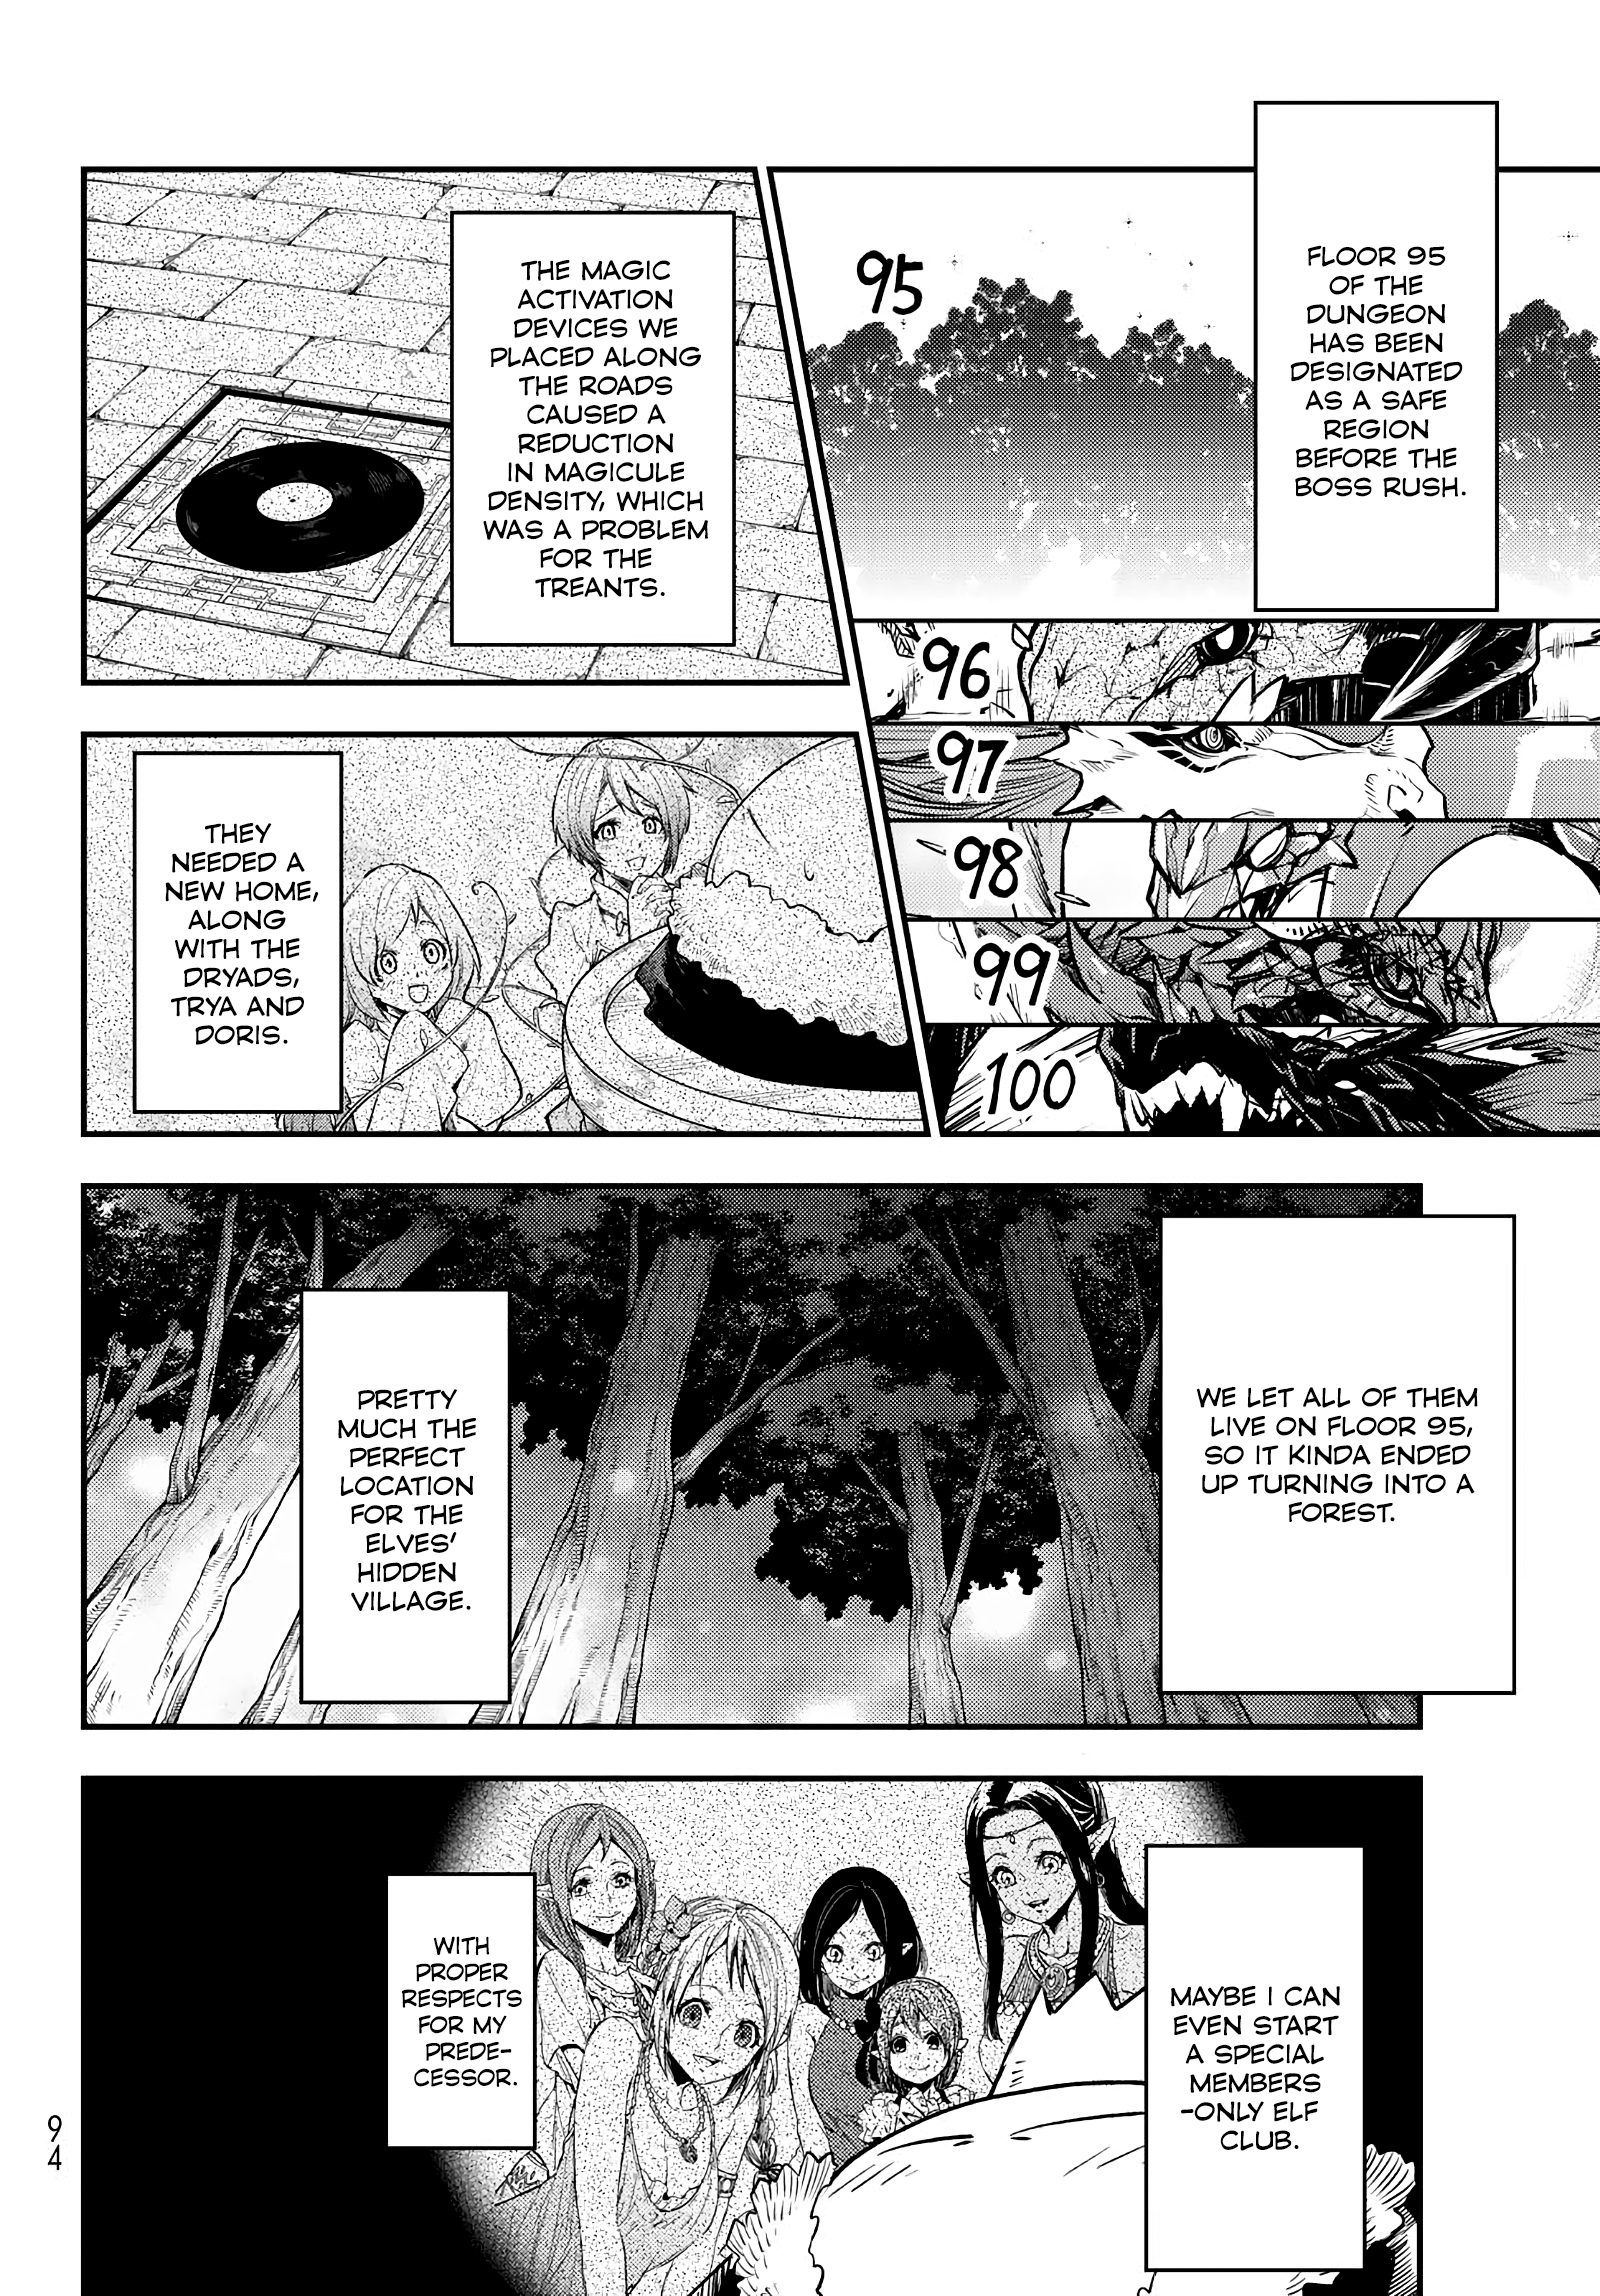 FLOOR 95
OF THE
DUNGEON
HAS BEEN
DESIGNATED
AS A SAFE
REGION
BEFORE THE
BOSS RUSH.
95
96
97
98
99
100
THE MAGIC
ACTIVATION
DEVICES WE
PLACED ALONG
THE ROADS
CAUSED A
REDUCTION
IN MAGICULE
DENSITY, WHICH
WAS A PROBLEM
FOR THE
TREANTS.
THEY
NEEDED A
NEW HOME,
ALONG
WITH THE
DRYADS,
TRYA AND
DORIS.
WE LET ALL OF THEM
LIVE ON FLOOR 95,
SO IT KINDA ENDED
UP TURNING INTO A
FOREST.
PRETTY
MUCH THE
PERFECT
LOCATION
FOR THE
ELVES'
HIDDEN
VILLAGE.
MAYBE I CAN
EVEN START
A SPECIAL
MEMBERS
-ONLY ELF
CLUB.
WITH
PROPER
RESPECTS
FOR MY
PREDE-
CESSOR.
94